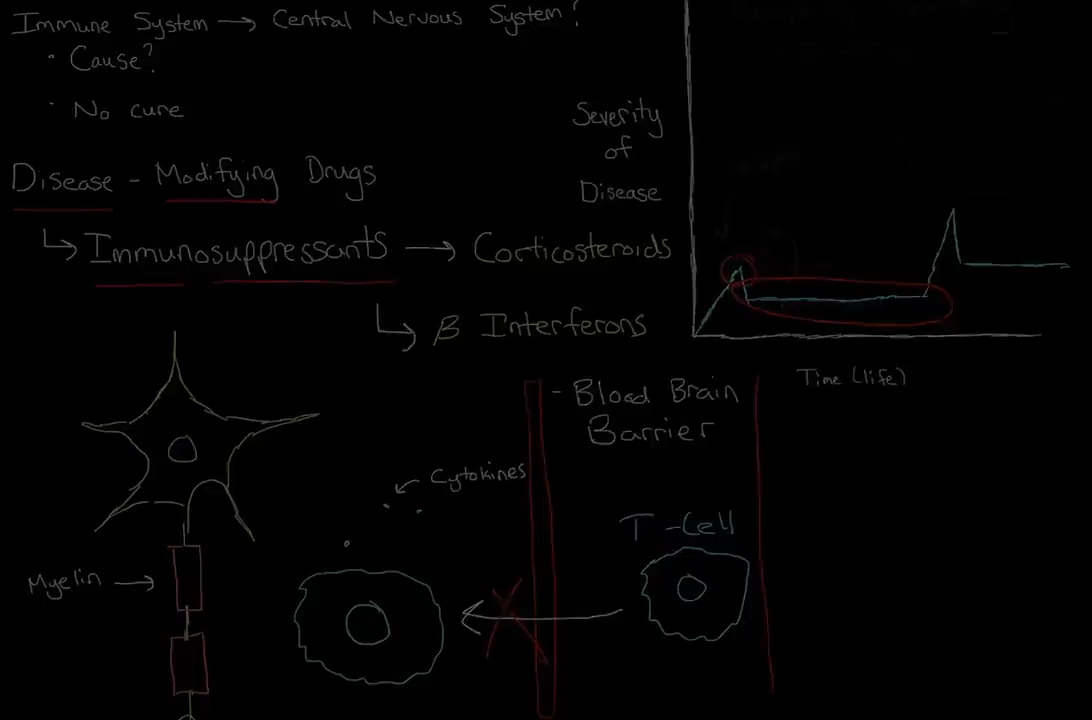 Immune System → Central Nervous System?
· Cause?
· No cure
Disease - Modifying Drugs
↳ Immunosuppressants → Corticosteroids
↳ β Interferons
Severity
of
Disease
Time (life)
- Blood Brain
Barrier
← Cytokines
T-Cell
Myelin →